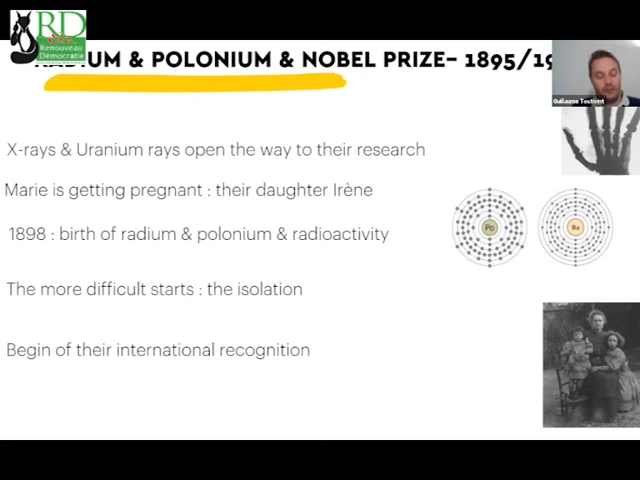 RD
Renouveau
Démocratie
RADIUM & POLONIUM & NOBEL PRIZE– 1895/19
Guillaume Tostivint
X-rays & Uranium rays open the way to their research
Marie is getting pregnant : their daughter Irène
1898 : birth of radium & polonium & radioactivity
Po
Ra
The more difficult starts : the isolation
Begin of their international recognition